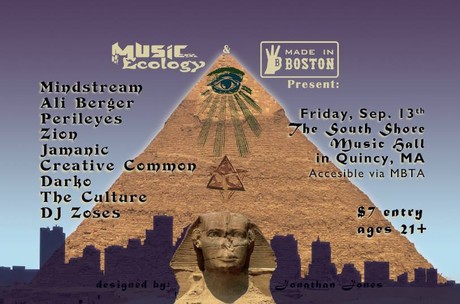 Music
Ecology
&
MADE IN
BOSTON
Present:
Mindstream
Ali Berger
Perileyes
Zion
Jamanic
Creative Common
Darko
The Culture
DJ Zoses
Friday, Sep. 13th
The South Shore
Music Hall
in Quincy, MA
Accesible via MBTA
$7 entry
ages 21+
designed by: Jonathan Jones